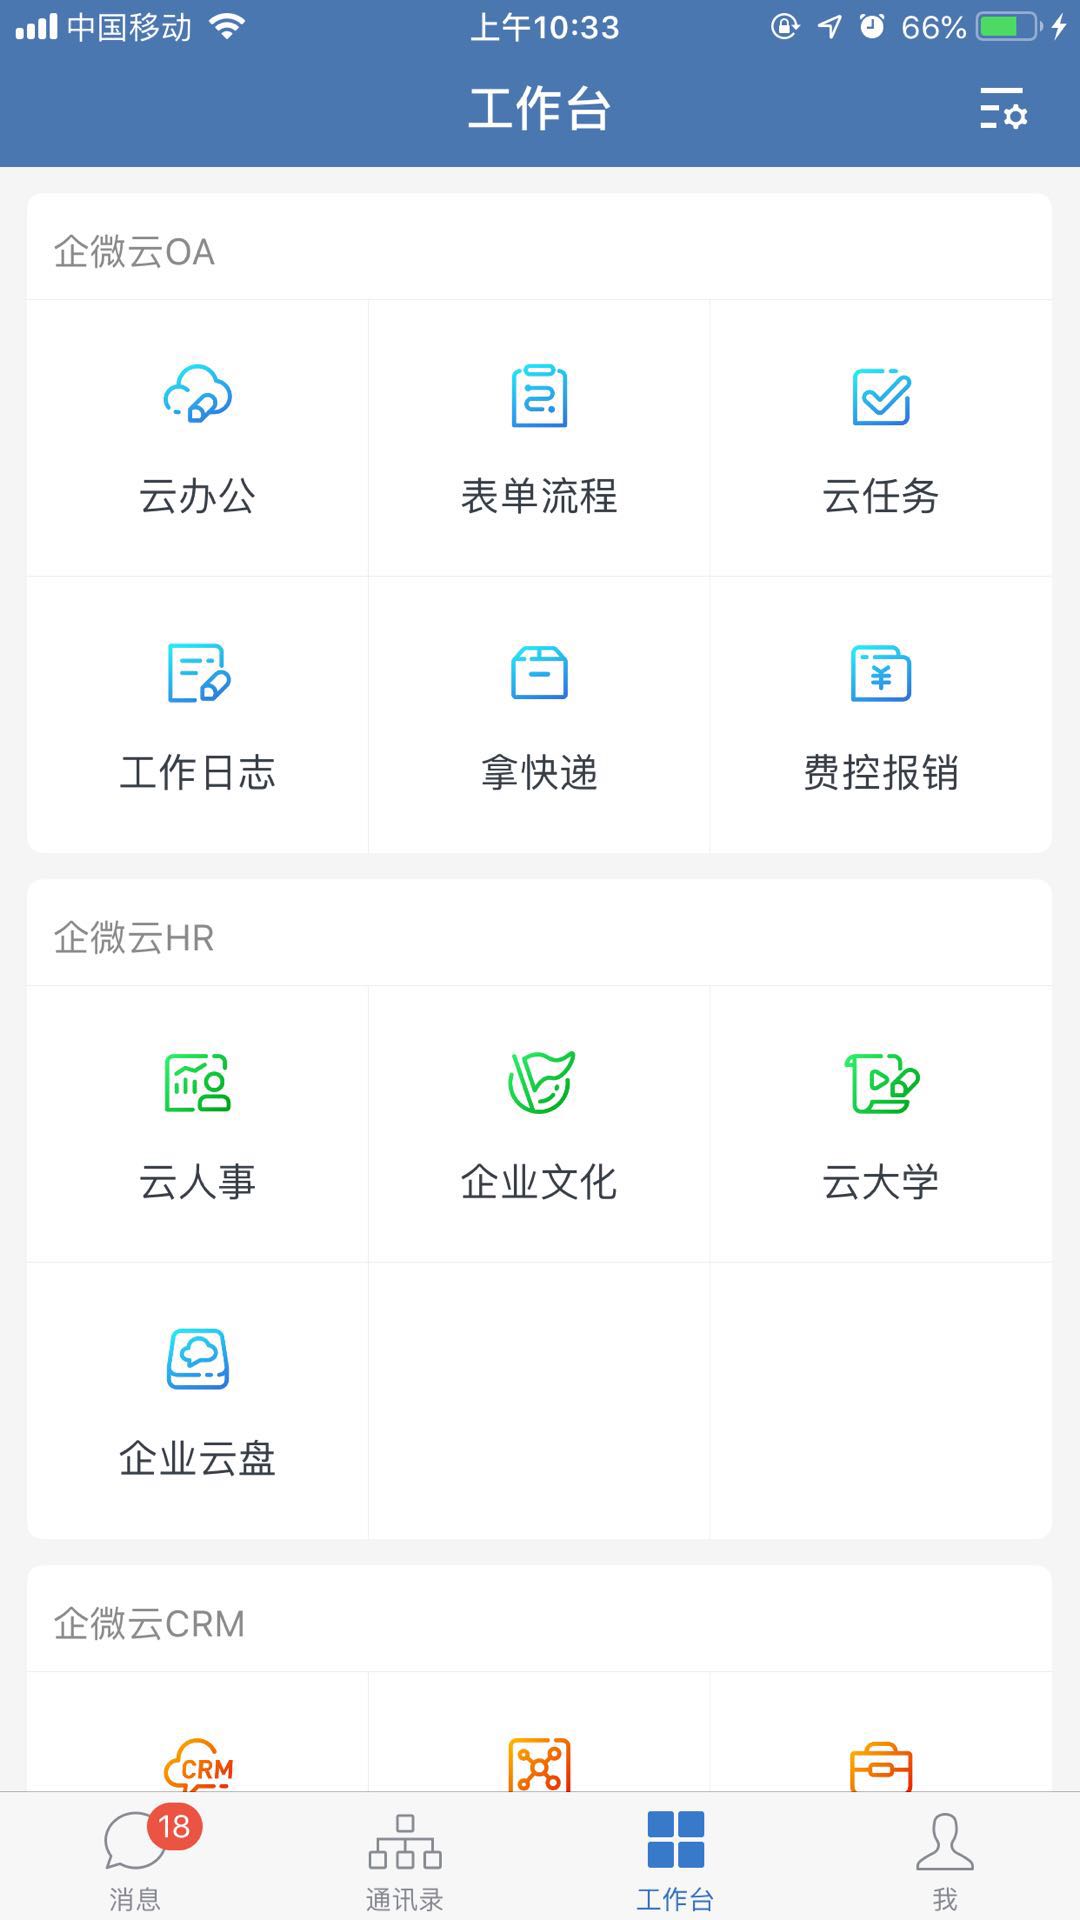 中国移动 上午10:33 66%
工作台
企微云OA
云办公 表单流程 云任务
工作日志 拿快递 费控报销
企微云HR
云人事 企业文化 云大学
企业云盘
企微云CRM
CRM
18
消息 通讯录 工作台 我